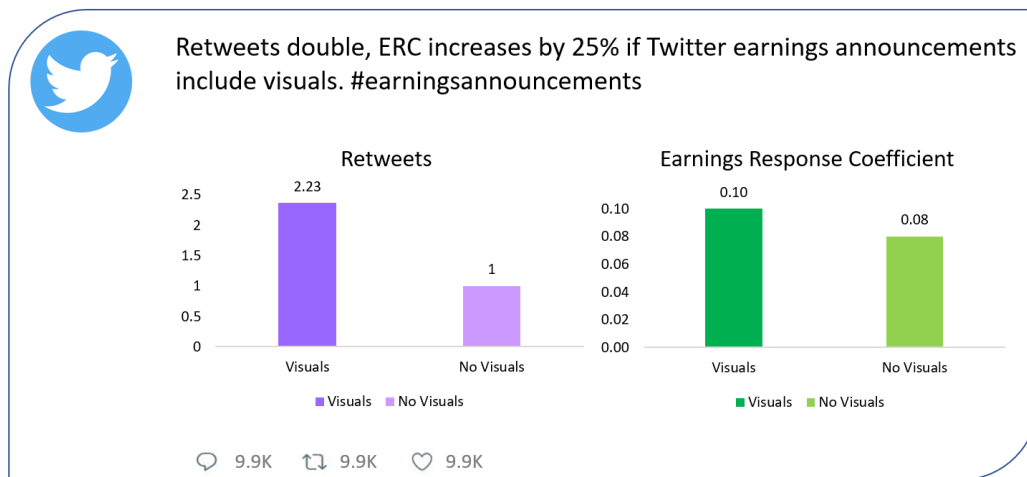 Retweets double, ERC increases by 25% if Twitter earnings announcements
include visuals. #earningsannouncements
Retweets
2.5
2
1.5
1
0.5
0
2.23
1
Visuals
No Visuals
Visuals No Visuals
Earnings Response Coefficient
0.10
0.08
0.06
0.04
0.02
0.00
0.10
0.08
Visuals
No Visuals
Visuals No Visuals
9.9K 9.9K 9.9K